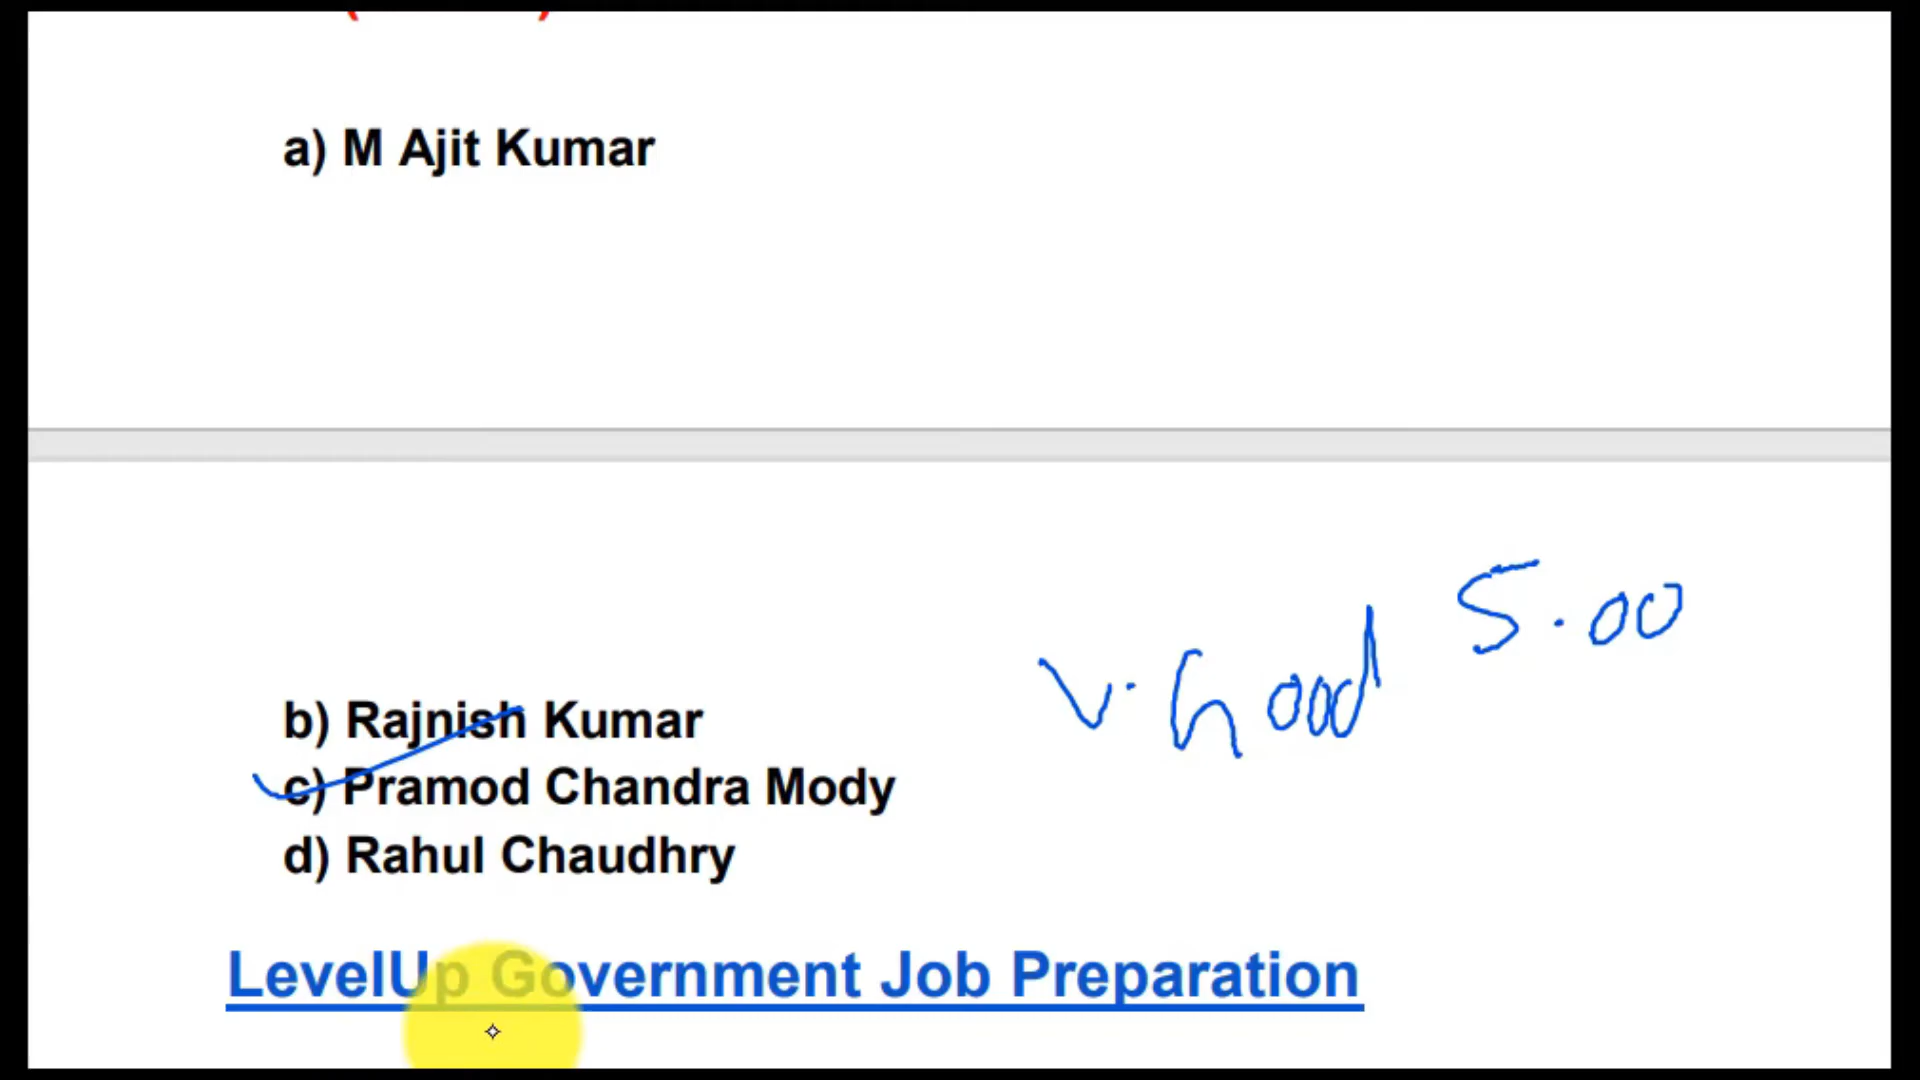 a) M Ajit Kumar
V. Good 5.00
b) Rajnish Kumar
c) Pramod Chandra Mody
d) Rahul Chaudhry
LevelUp Government Job Preparation